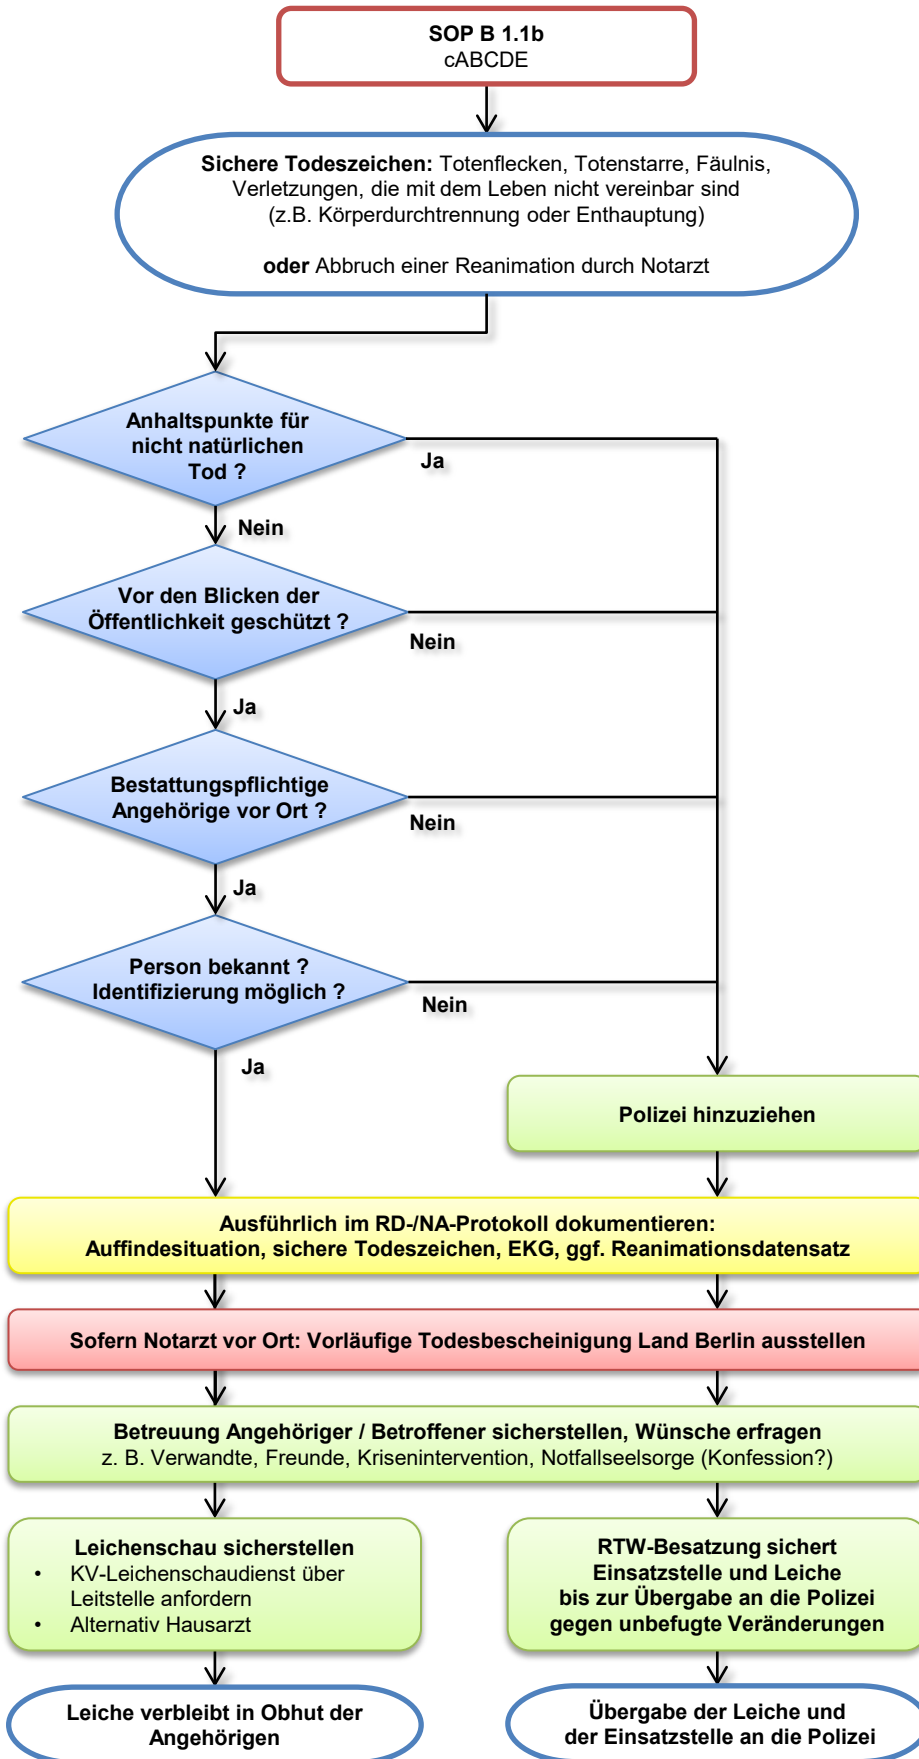 SOP B 1.1b
cABCDE
Sichere Todeszeichen: Totenflecken, Totenstarre, Fäulnis,
Verletzungen, die mit dem Leben nicht vereinbar sind
(z.B. Körperdurchtrennung oder Enthauptung)
oder Abbruch einer Reanimation durch Notarzt
Anhaltspunkte für
nicht natürlichen
Tod ?
Ja
Nein
Vor den Blicken der
Öffentlichkeit geschützt ?
Nein
Ja
Bestattungspflichtige
Angehörige vor Ort ?
Nein
Ja
Person bekannt ?
Identifizierung möglich ?
Nein
Ja
Polizei hinzuziehen
Ausführlich im RD-/NA-Protokoll dokumentieren:
Auffindesituation, sichere Todeszeichen, EKG, ggf. Reanimationsdatensatz
Sofern Notarzt vor Ort: Vorläufige Todesbescheinigung Land Berlin ausstellen
Betreuung Angehöriger / Betroffener sicherstellen, Wünsche erfragen
z. B. Verwandte, Freunde, Krisenintervention, Notfallseelsorge (Konfession?)
Leichenschau sicherstellen
• KV-Leichenschaudienst über
Leitstelle anfordern
• Alternativ Hausarzt
RTW-Besatzung sichert
Einsatzstelle und Leiche
bis zur Übergabe an die Polizei
gegen unbefugte Veränderungen
Leiche verbleibt in Obhut der
Angehörigen
Übergabe der Leiche und
der Einsatzstelle an die Polizei